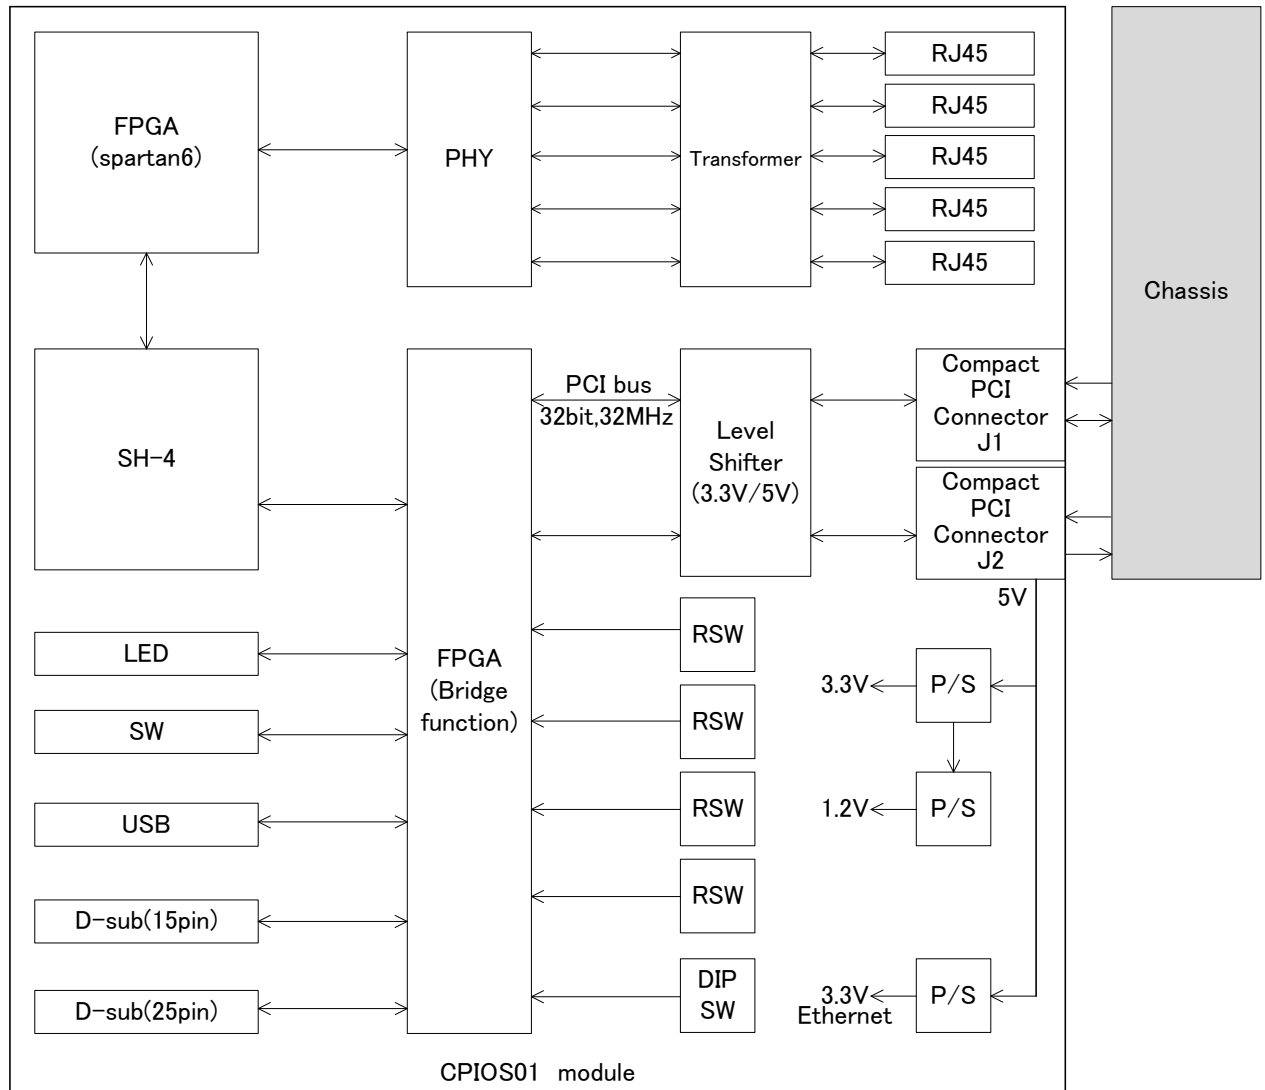 FPGA
(spartan6)
PHY
Transformer
RJ45
RJ45
RJ45
RJ45
RJ45
Chassis
SH-4
PCI bus
32bit,32MHz
Level
Shifter
(3.3V/5V)
Compact
PCI
Connector
J1
Compact
PCI
Connector
J2
5V
LED
SW
USB
D-sub(15pin)
D-sub(25pin)
FPGA
(Bridge
function)
RSW
RSW
RSW
RSW
DIP
SW
3.3V
P/S
1.2V
P/S
3.3V
Ethernet
P/S
CPIOS01 module